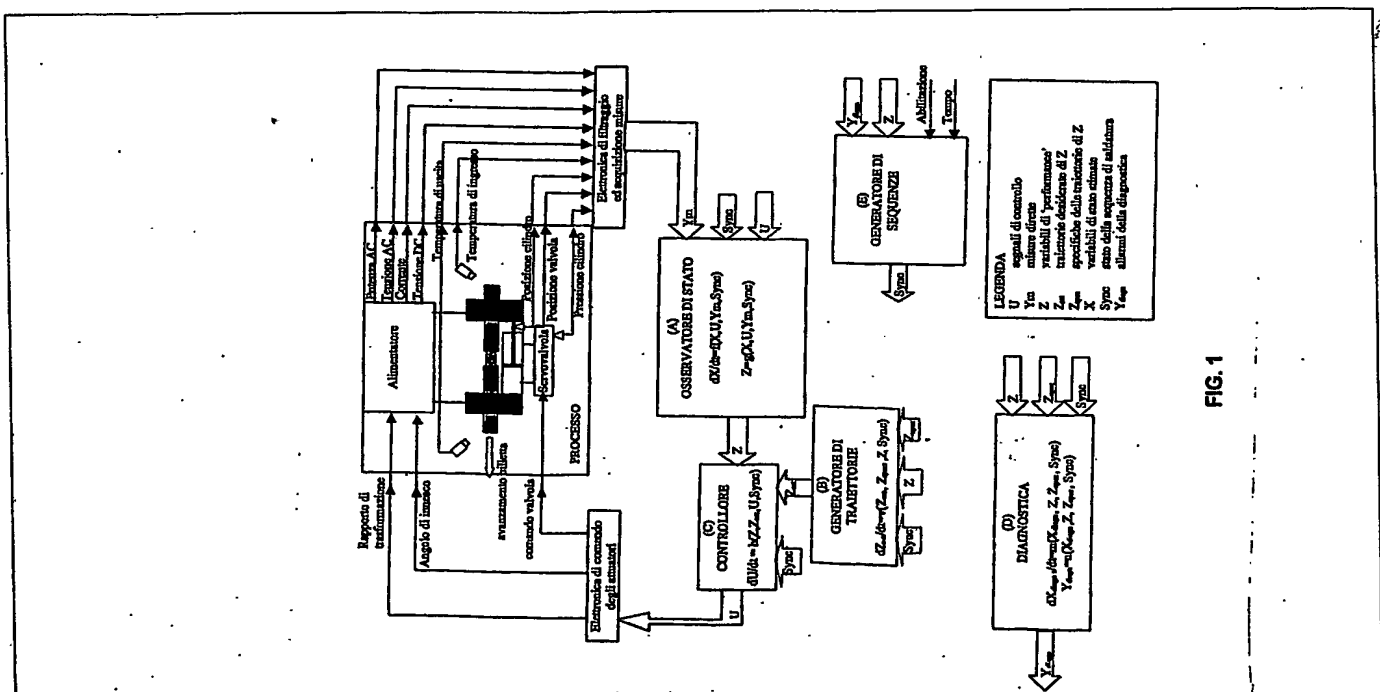 Rapporto di
trasformazione
Angolo di innesco
avanzamento billetta
comando valvola
Elettronica di comando
degli attuatori
Alimentatore
PROCESSO
Servovalvola
Potenza AC
Tensione AC
Corrente
Tensione DC
Temperatura di uscita
Temperatura di ingresso
Posizione cilindro
Posizione valvola
Pressione cilindro
Elettronica di filtraggio
ed acquisizione misure
U
(C)
CONTROLLORE
Sync
Z
(A)
OSSERVATORE DI STATO
dX/dt=f(X,U,Ym,Sync)
Z=g(X,U,Ym,Sync)
Ym
Sync
U
(B)
GENERATORE DI
TRAIETTORIE
Sync
Z
(E)
GENERATORE DI
SEQUENZE
Sync
Z
Abilitazione
Tempo
(D)
DIAGNOSTICA
Z
Sync
LEGENDA
U segnali di controllo
Ym misure dirette
Z variabili di 'performance'
traiettorie desiderate di Z
specifiche delle traiettorie di Z
X variabili di stato stimate
Sync stato della sequenza di saldatura
allarmi della diagnostica
FIG. 1